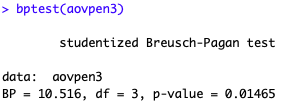 > bptest(aovpen3)
studentized Breusch-Pagan test
data:  aovpen3
BP = 10.516, df = 3, p-value = 0.01465